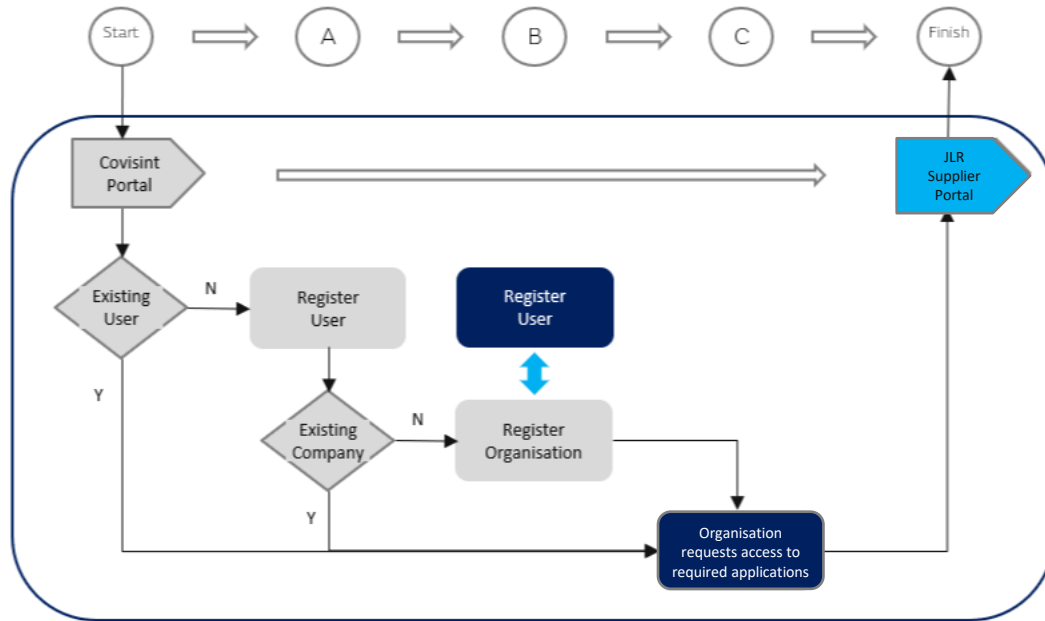 Start
A
B
C
Finish
Covisint
Portal
JLR
Supplier
Portal
Existing
User
N
Register
User
Register
User
Y
Existing
Company
N
Register
Organisation
Y
Organisation
requests access to
required applications